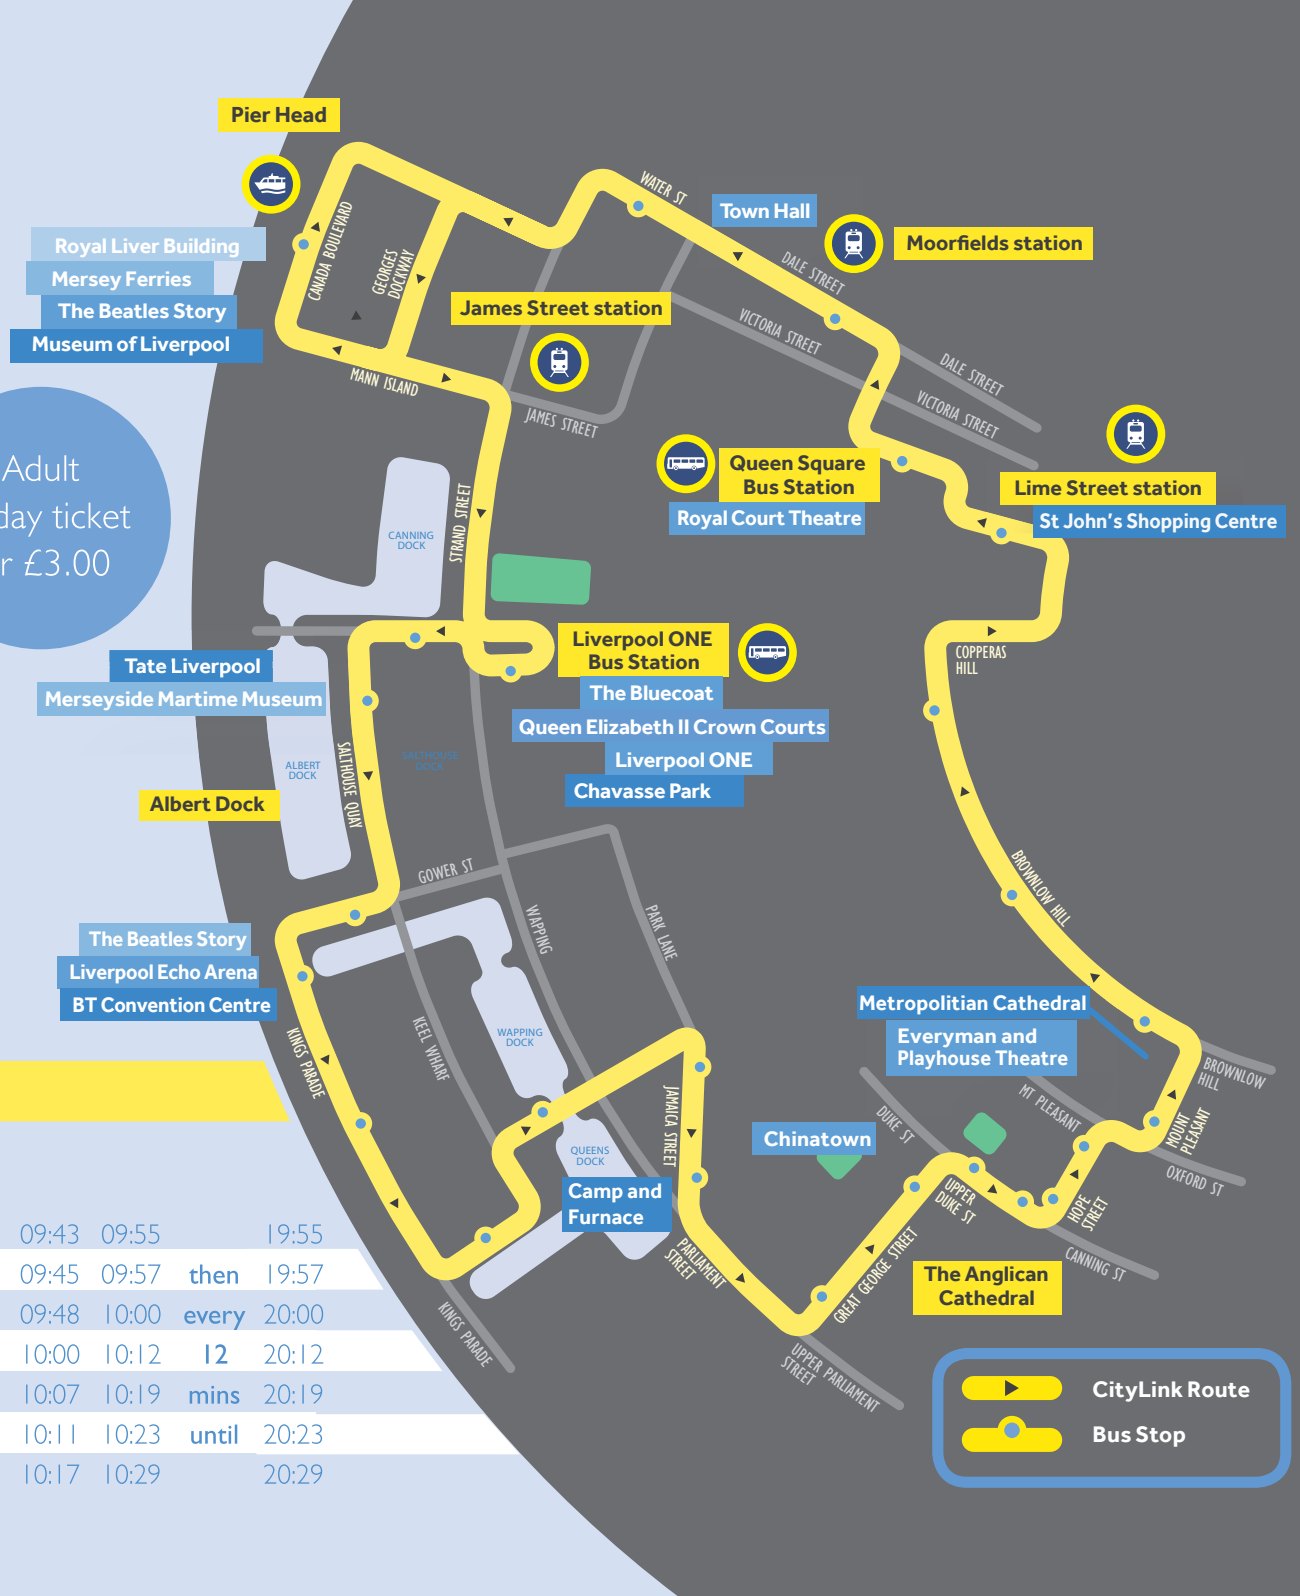 Pier Head
WATER ST
Town Hall
Moorfields station
Royal Liver Building
Mersey Ferries
The Beatles Story
Museum of Liverpool
CANADA BOULEVARD
GEORGES
DOCKWAY
DALE STREET
James Street station
VICTORIA STREET
MANN ISLAND
DALE STREET
VICTORIA STREET
JAMES STREET
Adult
day ticket
r £3.00
Queen Square
Bus Station
Royal Court Theatre
Lime Street station
St John's Shopping Centre
CANNING
DOCK
STRAND STREET
Liverpool ONE
Bus Station
The Bluecoat
Queen Elizabeth II Crown Courts
Liverpool ONE
Chavasse Park
COPPERAS
HILL
Tate Liverpool
Merseyside Martime Museum
SALTHOUSE
DOCK
ALBERT
DOCK
SALTHOUSE QUAY
Albert Dock
GOWER ST
WAPPING
PARK LANE
BROWNLOW HILL
The Beatles Story
Liverpool Echo Arena
BT Convention Centre
KINGS PARADE
KEEL WHARF
WAPPING
DOCK
Metropolitian Cathedral
Everyman and
Playhouse Theatre
BROWNLOW
HILL
MT PLEASANT
DUKE ST
MOUNT
PLEASANT
JAMAICA STREET
Chinatown
QUEENS
DOCK
Camp and
Furnace
OXFORD ST
UPPER
DUKE ST
HOPE
STREET
PARLIAMENT
STREET
GREAT GEORGE STREET
CANNING ST
The Anglican
Cathedral
KINGS PARADE
UPPER PARLIAMENT
STREET
09:43 09:55 19:55
09:45 09:57 then 19:57
09:48 10:00 every 20:00
10:00 10:12 12 20:12
10:07 10:19 mins 20:19
10:11 10:23 until 20:23
10:17 10:29 20:29
CityLink Route
Bus Stop